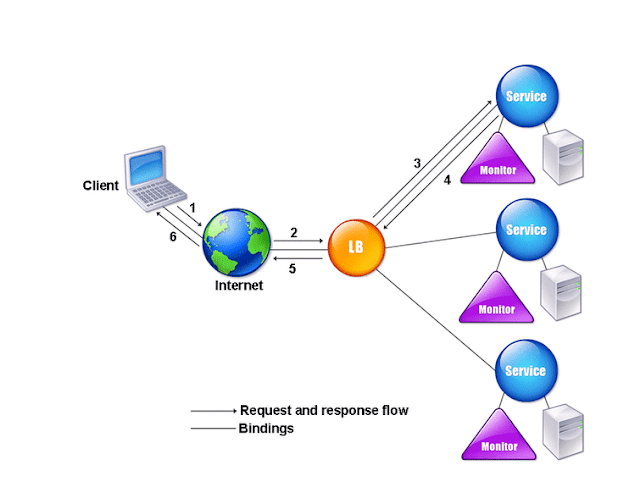 Service
3
4
Monitor
Client
1
6
2
LB
5
Internet
Service
Monitor
Service
Monitor
Request and response flow
Bindings